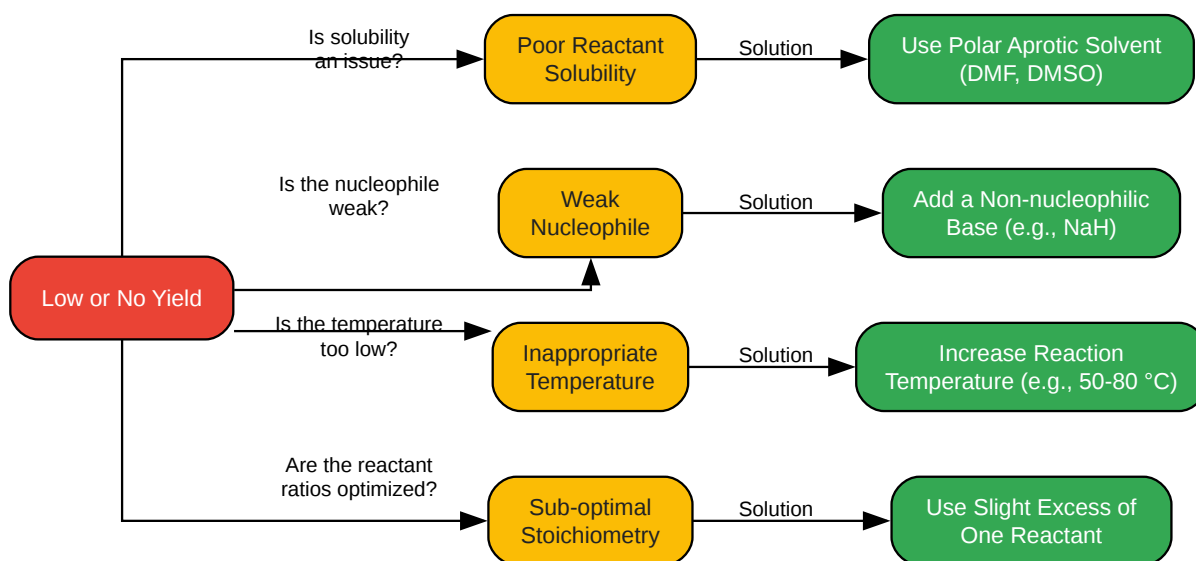 Is solubility
an issue?
Poor Reactant
Solubility
Solution
Use Polar Aprotic Solvent
(DMF, DMSO)
Is the nucleophile
weak?
Weak
Nucleophile
Solution
Add a Non-nucleophilic
Base (e.g., NaH)
Low or No Yield
Is the temperature
too low?
Inappropriate
Temperature
Solution
Increase Reaction
Temperature (e.g., 50-80 °C)
Are the reactant
ratios optimized?
Sub-optimal
Stoichiometry
Solution
Use Slight Excess of
One Reactant